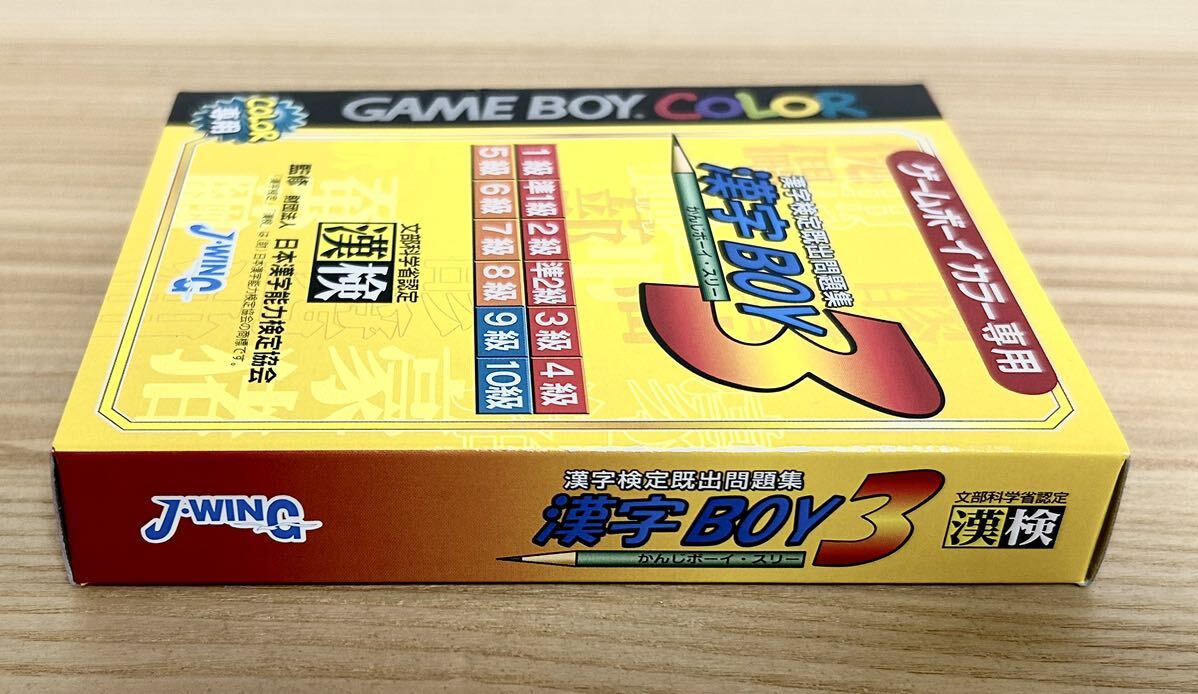 GAME BOY COLOR
COLOR
専用
ゲームボーイカラー専用
漢字検定既出問題集
漢字BOY3
かんじボーイ・スリー
1級 準1級 2級 準2級 3級 4級
5級 6級 7級 8級 9級 10級
文部科学省認定
漢検
監修 財団法人 日本漢字能力検定協会
J・WING
J・WING
漢字検定既出問題集
漢字BOY3
かんじボーイ・スリー
文部科学省認定
漢検